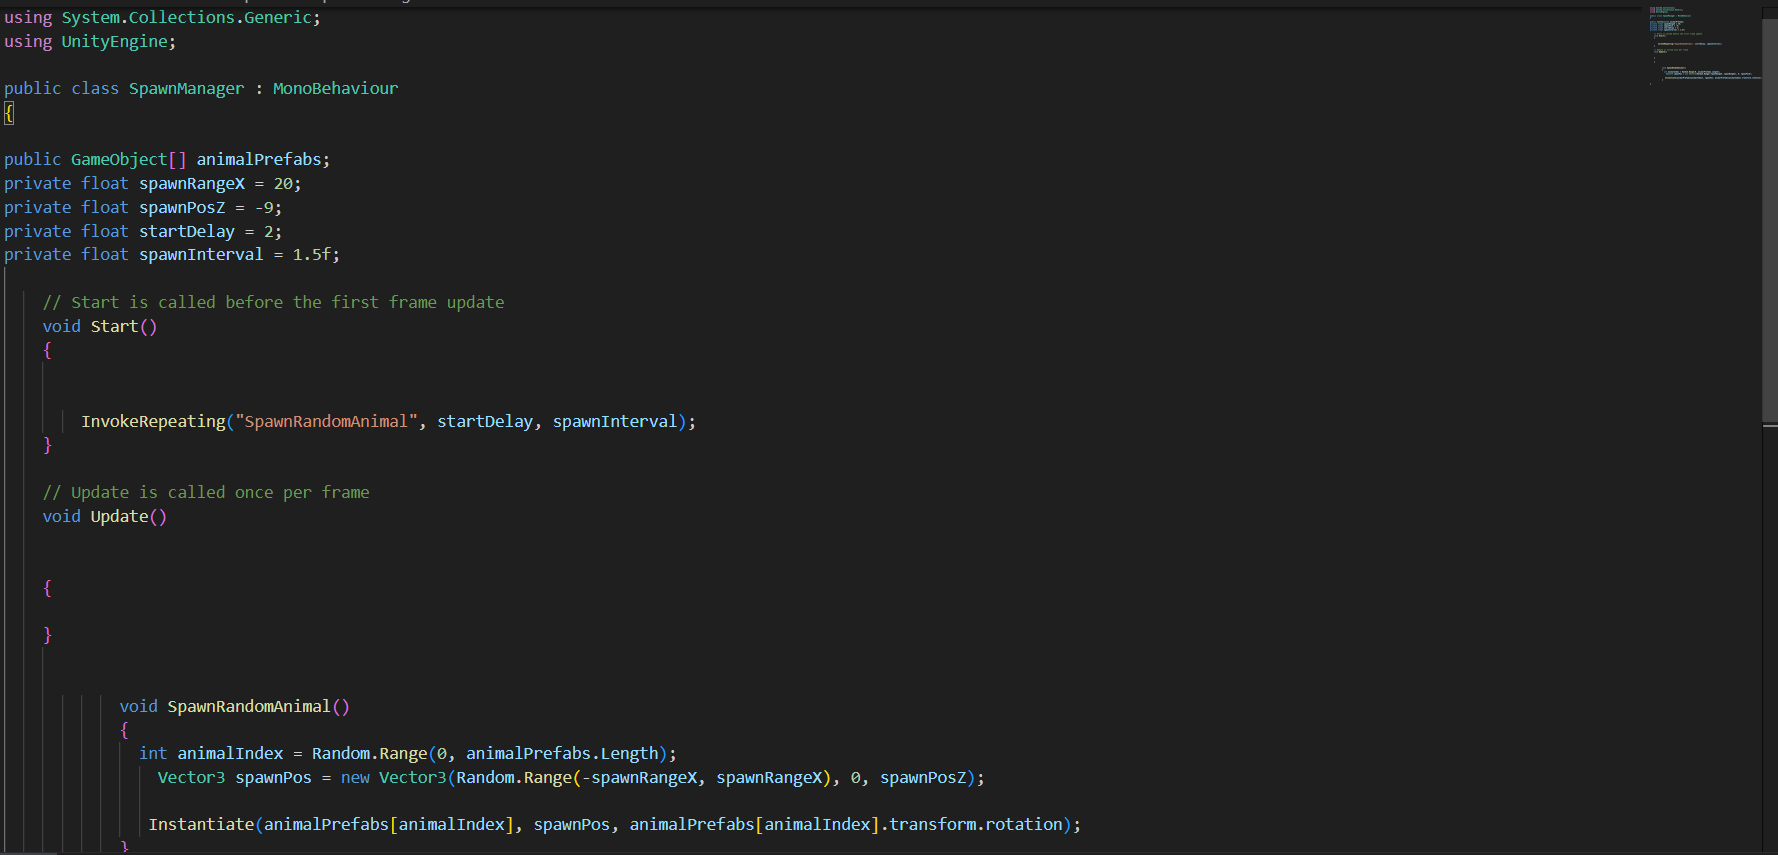 using System.Collections.Generic;
using UnityEngine;
public class SpawnManager : MonoBehaviour
{
public GameObject[] animalPrefabs;
private float spawnRangeX = 20;
private float spawnPosZ = -9;
private float startDelay = 2;
private float spawnInterval = 1.5f;
// Start is called before the first frame update
void Start()
{
InvokeRepeating("SpawnRandomAnimal", startDelay, spawnInterval);
}
// Update is called once per frame
void Update()
{
}
void SpawnRandomAnimal()
{
int animalIndex = Random.Range(0, animalPrefabs.Length);
Vector3 spawnPos = new Vector3(Random.Range(-spawnRangeX, spawnRangeX), 0, spawnPosZ);
Instantiate(animalPrefabs[animalIndex], spawnPos, animalPrefabs[animalIndex].transform.rotation);
}